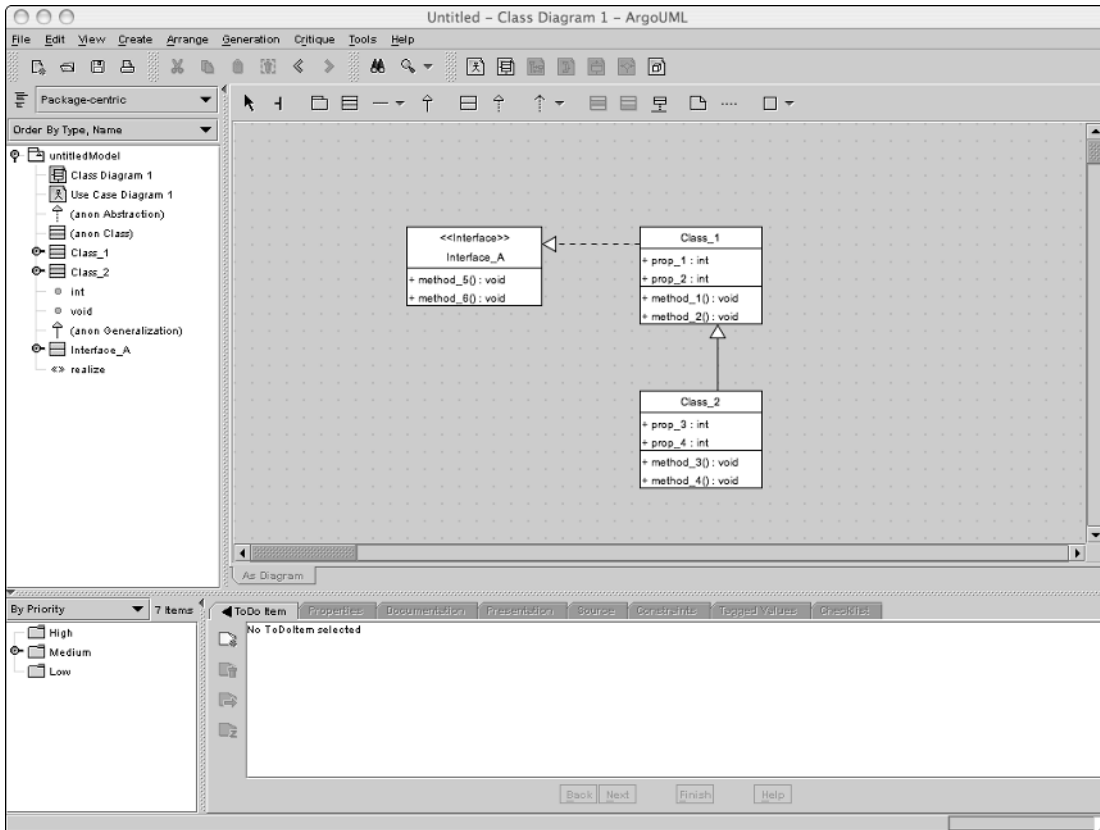 Untitled – Class Diagram 1 – ArgoUML
File Edit View Create Arrange Generation Critique Tools Help
Package-centric
Order By Type, Name
untitledModel
Class Diagram 1
Use Case Diagram 1
(anon Abstraction)
(anon Class)
Class_1
Class_2
int
void
(anon Generalization)
Interface_A
«» realize
<<Interface>>
Interface_A
+ method_5() : void
+ method_6() : void
Class_1
+ prop_1 : int
+ prop_2 : int
+ method_1() : void
+ method_2() : void
Class_2
+ prop_3 : int
+ prop_4 : int
+ method_3() : void
+ method_4() : void
As Diagram
By Priority 7 Items
High
Medium
Low
ToDo Item Properties Documentation Presentation Source Constraints Tagged Values Checklist
No ToDoItem selected
Back Next Finish Help